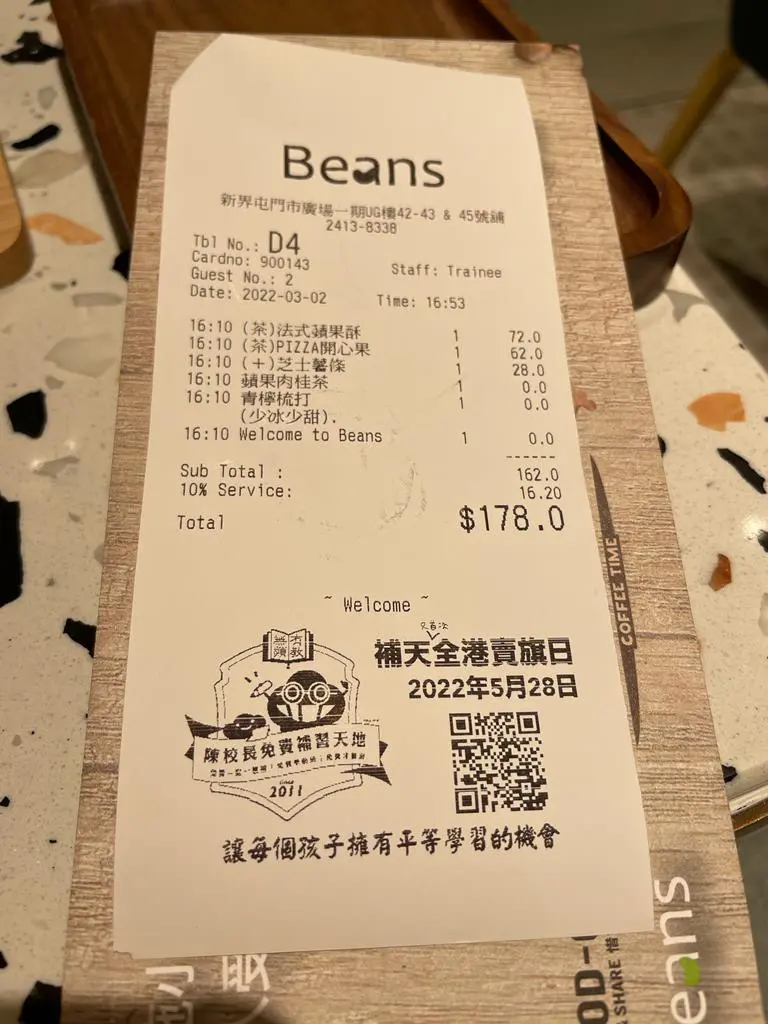 Beans
新界屯門市廣場一期UG樓42-43 & 45號舖
2413-8338
Tbl No.: D4
Cardno: 900143 Staff: Trainee
Guest No.: 2
Date: 2022-03-02 Time: 16:53
16:10 (茶)法式蘋果酥 1 72.0
16:10 (茶)PIZZA開心果 1 62.0
16:10 (+)芝士薯條 1 28.0
16:10 蘋果肉桂茶 1 0.0
16:10 青檸梳打 1 0.0
(少冰少甜).
16:10 Welcome to Beans 1 0.0
------
Sub Total : 162.0
10% Service: 16.20
Total $178.0
~ Welcome ~
補天全港賣旗日
2022年5月28日
陳校長免費補習天地
since
2011
讓每個孩子擁有平等學習的機會
COFFEE TIME
SHARE
eans